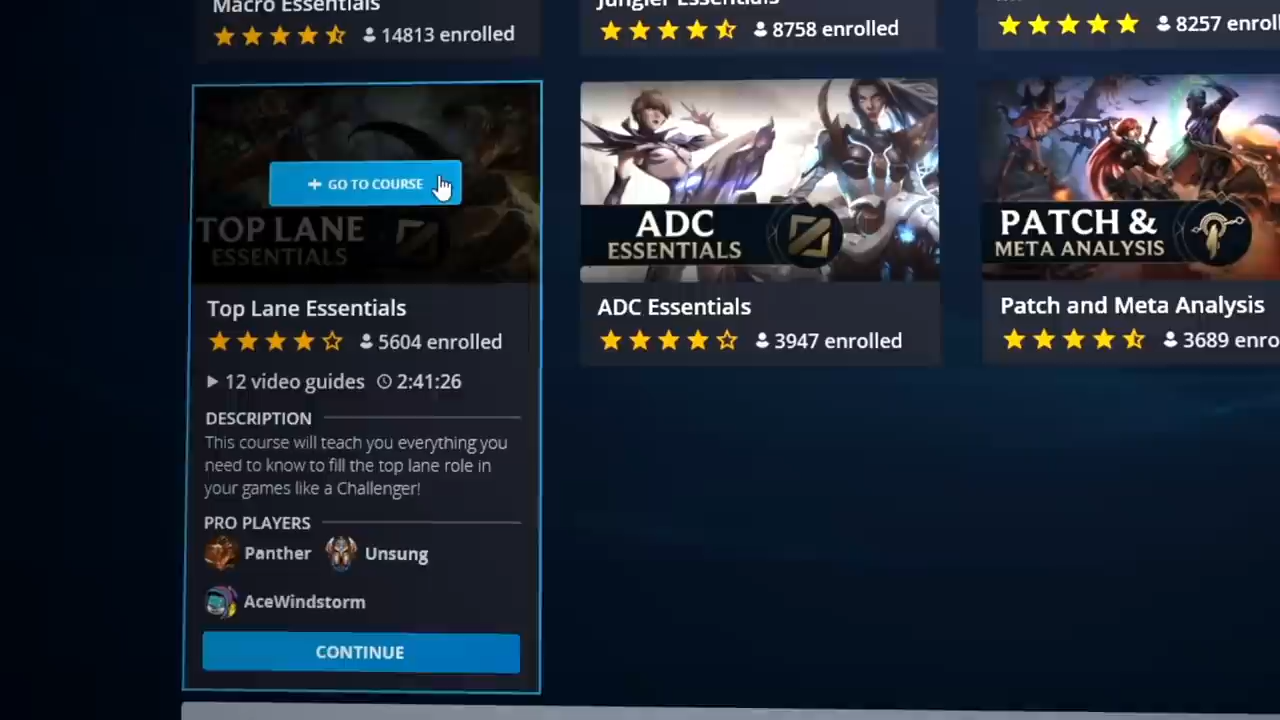 Macro Essentials
14813 enrolled
Jungler Essentials
8758 enrolled
8257
GO TO COURSE
TOP LANE
ESSENTIALS
Top Lane Essentials
5604 enrolled
12 video guides 2:41:26
DESCRIPTION
This course will teach you everything you
need to know to fill the top lane role in
your games like a Challenger!
PRO PLAYERS
Panther Unsung
AceWindstorm
CONTINUE
ADC
ESSENTIALS
ADC Essentials
3947 enrolled
PATCH &
META ANALYSIS
Patch and Meta Analysis
3689 enro